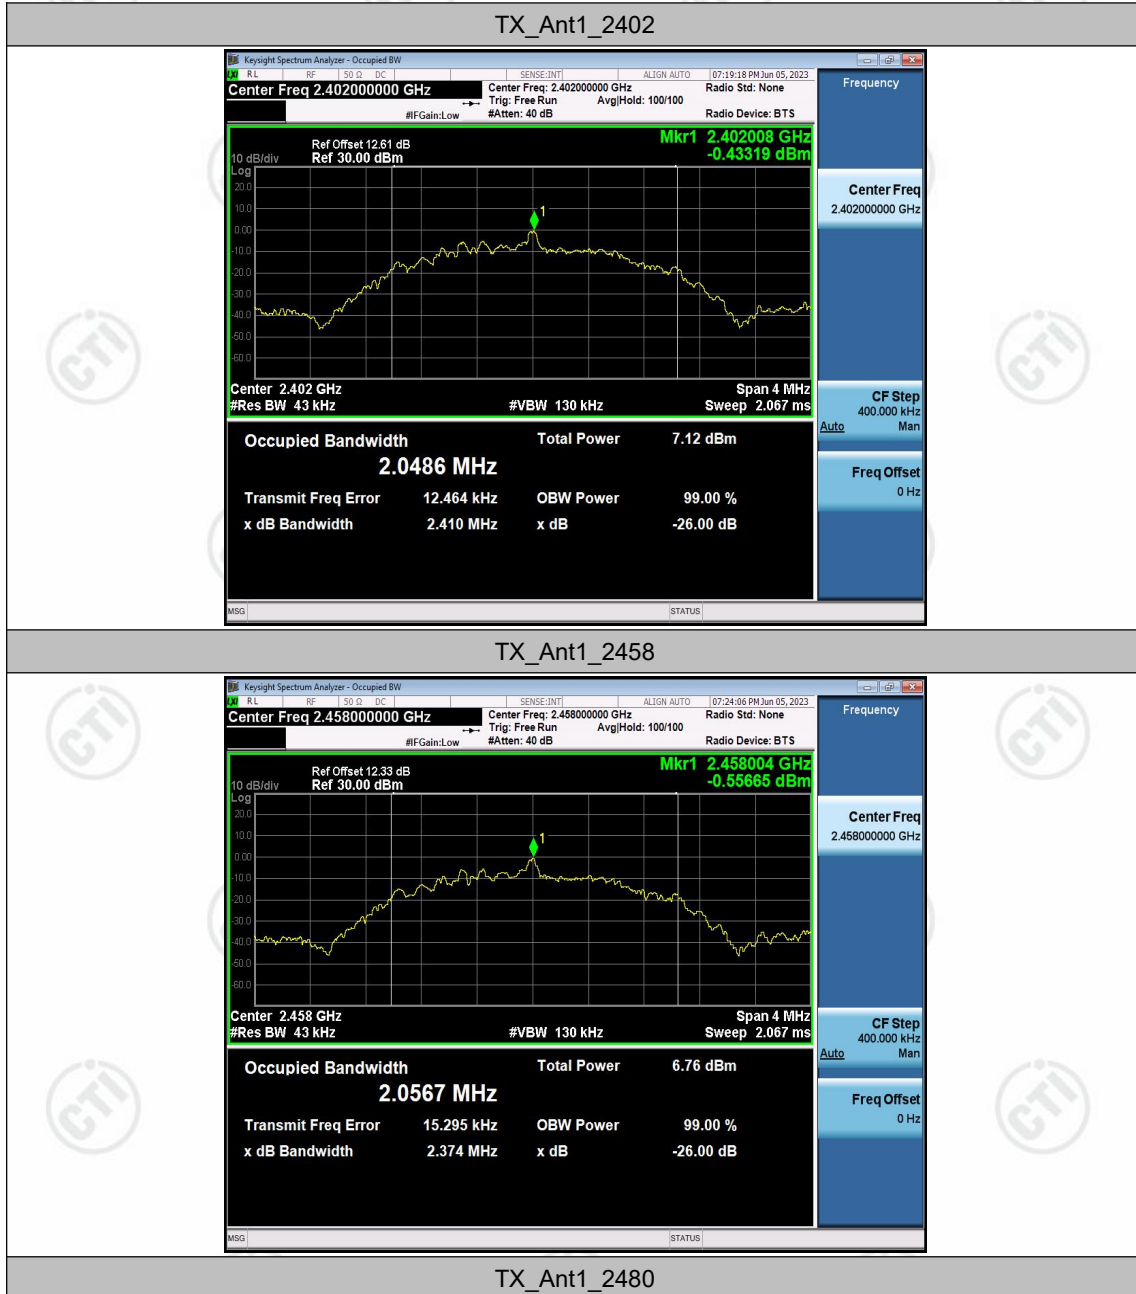 TX_Ant1_2402
Keysight Spectrum Analyzer - Occupied BW
LXI RL RF 50 Ω DC SENSE:INT ALIGN AUTO 07:19:18 PM Jun 05, 2023
Center Freq 2.402000000 GHz Center Freq: 2.402000000 GHz Radio Std: None
Trig: Free Run Avg|Hold: 100/100
#IFGain:Low #Atten: 40 dB Radio Device: BTS
Frequency
Mkr1 2.402008 GHz
-0.43319 dBm
Ref Offset 12.61 dB
10 dB/div Ref 30.00 dBm
Log
20.0
10.0
0.00
-10.0
-20.0
-30.0
-40.0
-50.0
-60.0
1
Center Freq
2.402000000 GHz
Center 2.402 GHz Span 4 MHz
#Res BW 43 kHz #VBW 130 kHz Sweep 2.067 ms
CF Step
400.000 kHz
Auto Man
Occupied Bandwidth Total Power 7.12 dBm
2.0486 MHz
Transmit Freq Error 12.464 kHz OBW Power 99.00 %
x dB Bandwidth 2.410 MHz x dB -26.00 dB
Freq Offset
0 Hz
MSG STATUS
TX_Ant1_2458
Keysight Spectrum Analyzer - Occupied BW
LXI RL RF 50 Ω DC SENSE:INT ALIGN AUTO 07:24:06 PM Jun 05, 2023
Center Freq 2.458000000 GHz Center Freq: 2.458000000 GHz Radio Std: None
Trig: Free Run Avg|Hold: 100/100
#IFGain:Low #Atten: 40 dB Radio Device: BTS
Frequency
Mkr1 2.458004 GHz
-0.55665 dBm
Ref Offset 12.33 dB
10 dB/div Ref 30.00 dBm
Log
20.0
10.0
0.00
-10.0
-20.0
-30.0
-40.0
-50.0
-60.0
1
Center Freq
2.458000000 GHz
Center 2.458 GHz Span 4 MHz
#Res BW 43 kHz #VBW 130 kHz Sweep 2.067 ms
CF Step
400.000 kHz
Auto Man
Occupied Bandwidth Total Power 6.76 dBm
2.0567 MHz
Transmit Freq Error 15.295 kHz OBW Power 99.00 %
x dB Bandwidth 2.374 MHz x dB -26.00 dB
Freq Offset
0 Hz
MSG STATUS
TX_Ant1_2480
CTI
CTI
CTI
CTI
CTI
CTI